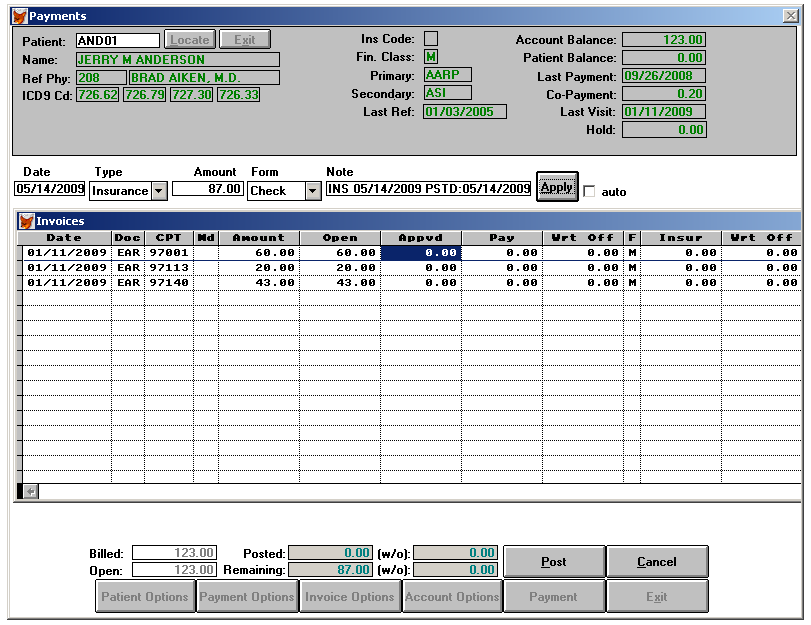 Payments
Patient: AND01 Locate Exit Ins Code: Account Balance: 123.00
Name: JERRY M ANDERSON Fin. Class: M Patient Balance: 0.00
Ref Phy: 208 BRAD AIKEN, M.D. Primary: AARP Last Payment: 09/26/2008
ICD9 Cd: 726.62 726.79 727.30 726.33 Secondary: ASI Co-Payment: 0.20
Last Ref: 01/03/2005 Last Visit: 01/11/2009
Hold: 0.00
Date Type Amount Form Note
05/14/2009 Insurance 87.00 Check INS 05/14/2009 PSTD:05/14/2009 Apply auto
Invoices
Date Doc CPT Md Amount Open Appvd Pay Wrt Off F Insur Wrt Off
01/11/2009 EAR 97001 60.00 60.00 0.00 0.00 0.00 M 0.00 0.00
01/11/2009 EAR 97113 20.00 20.00 0.00 0.00 0.00 M 0.00 0.00
01/11/2009 EAR 97140 43.00 43.00 0.00 0.00 0.00 M 0.00 0.00
Billed: 123.00 Posted: 0.00 (w/o): 0.00 Post Cancel
Open: 123.00 Remaining: 87.00 (w/o): 0.00
Patient Options Payment Options Invoice Options Account Options Payment Exit